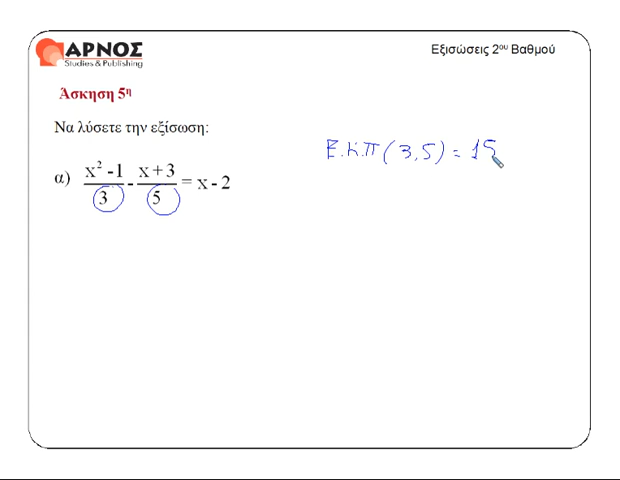 ΑΡΝΟΣ
Studies & Publishing
Εξισώσεις 2ου Βαθμού
Άσκηση 5η
Να λύσετε την εξίσωση:
Ε.Κ.Π (3,5) = 15
α) x² -1 / 3 - x + 3 / 5 = x - 2